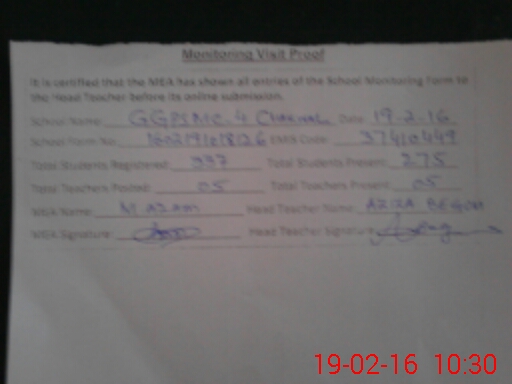 Monitoring Visit Proof
It is certified that the MEA has shown all entries of the School Monitoring Form to
the Head Teacher before its online submission.
School Name: GGPS MC 4 Date: 19-2-16
School Form No: EMIS Code: 37410449
Total Students Registered: 337 Total Students Present: 275
Total Teachers Posted: 05 Total Teachers Present: 05
MEA Name: M AZAM Head Teacher Name: AZIZA BEGUM
MEA Signature: Head Teacher Signature:
19-02-16 10:30